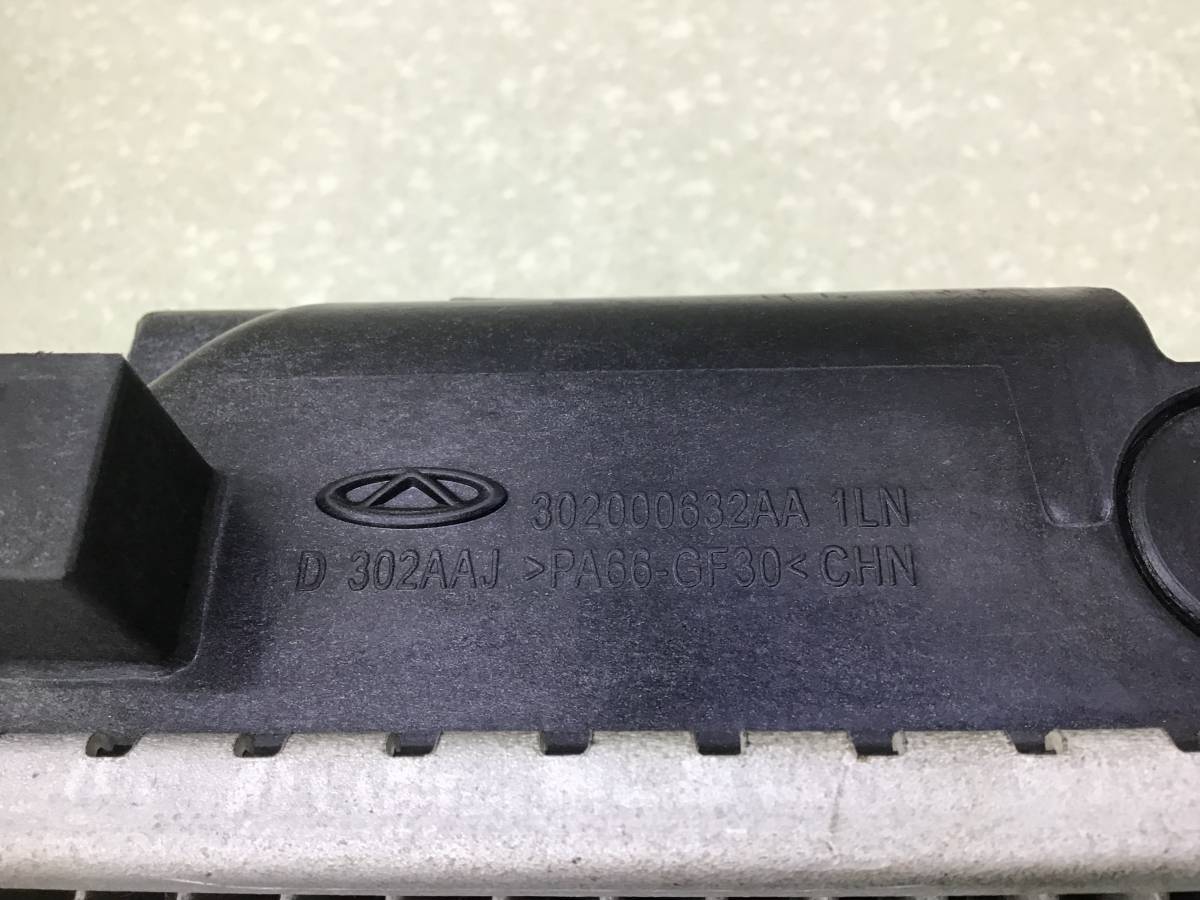 302000632AA 1LN
D 302AAJ >PA66-GF30< CHN